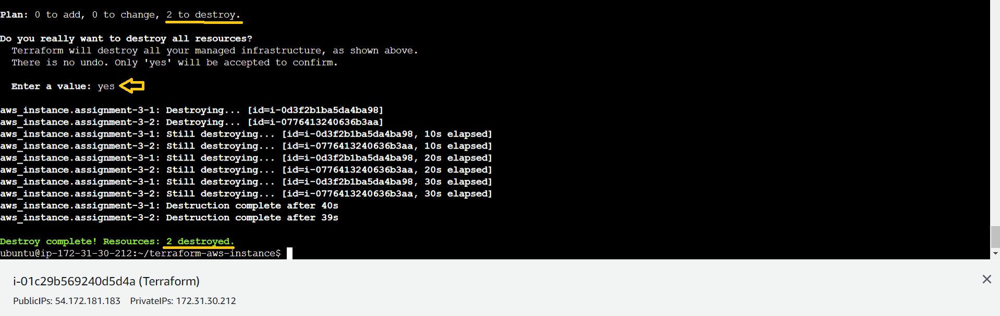 Plan: 0 to add, 0 to change, 2 to destroy.
Do you really want to destroy all resources?
Terraform will destroy all your managed infrastructure, as shown above.
There is no undo. Only 'yes' will be accepted to confirm.
Enter a value: yes
aws_instance.assignment-3-1: Destroying... [id=i-0d3f2b1ba5da4ba98]
aws_instance.assignment-3-2: Destroying... [id=i-0776413240636b3aa]
aws_instance.assignment-3-1: Still destroying... [id=i-0d3f2b1ba5da4ba98, 10s elapsed]
aws_instance.assignment-3-2: Still destroying... [id=i-0776413240636b3aa, 10s elapsed]
aws_instance.assignment-3-1: Still destroying... [id=i-0d3f2b1ba5da4ba98, 20s elapsed]
aws_instance.assignment-3-2: Still destroying... [id=i-0776413240636b3aa, 20s elapsed]
aws_instance.assignment-3-1: Still destroying... [id=i-0d3f2b1ba5da4ba98, 30s elapsed]
aws_instance.assignment-3-2: Still destroying... [id=i-0776413240636b3aa, 30s elapsed]
aws_instance.assignment-3-1: Destruction complete after 40s
aws_instance.assignment-3-2: Destruction complete after 39s
Destroy complete! Resources: 2 destroyed.
ubuntu@ip-172-31-30-212:~/terraform-aws-instance$
i-01c29b569240d5d4a (Terraform)
PublicIPs: 54.172.181.183 PrivateIPs: 172.31.30.212